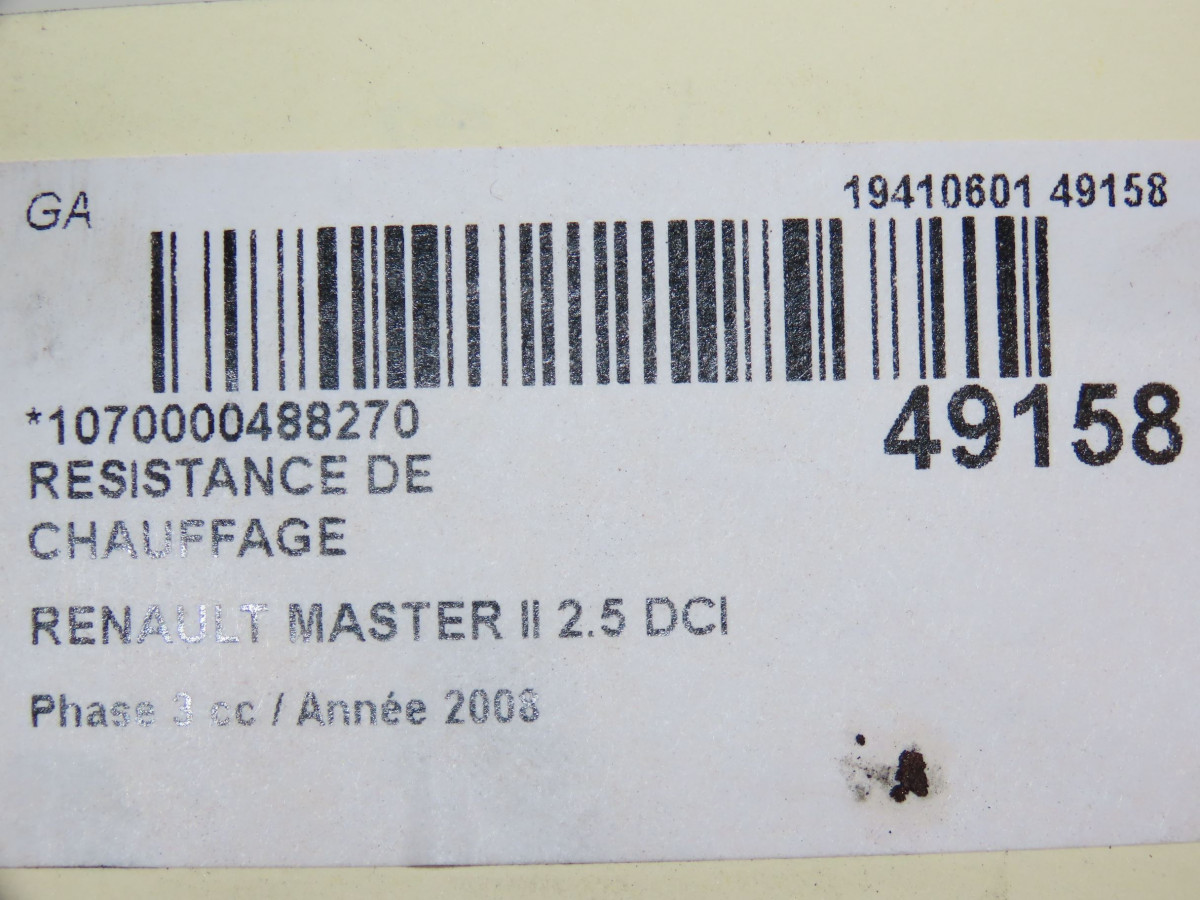 GA
19410601 49158
*1070000488270
49158
RESISTANCE DE
CHAUFFAGE
RENAULT MASTER II 2.5 DCI
Phase 3 cc / Année 2008